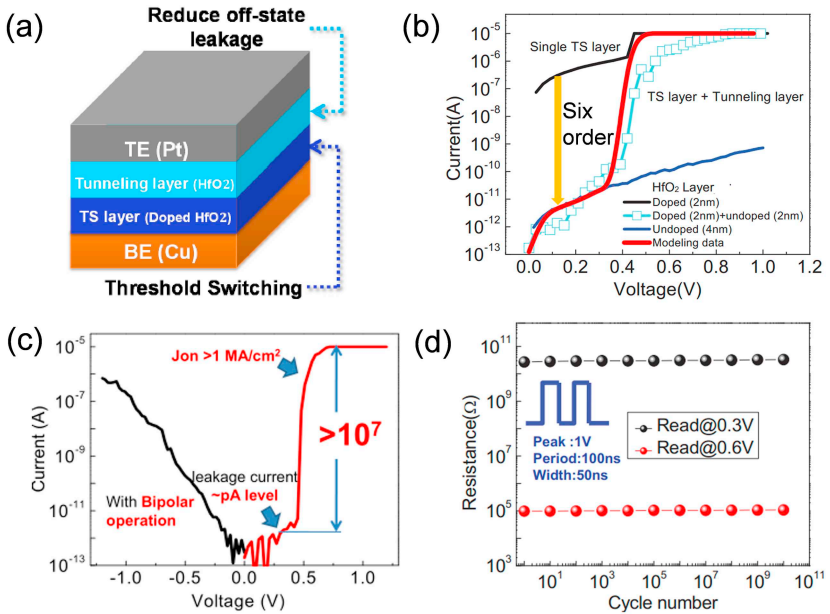 (a)
Reduce off-state
leakage
TE (Pt)
Tunneling layer (HfO2)
TS layer (Doped HfO2)
BE (Cu)
Threshold Switching
(b)
10⁻⁵
10⁻⁶
10⁻⁷
10⁻⁸
10⁻⁹
10⁻¹⁰
10⁻¹¹
10⁻¹²
10⁻¹³
Current(A)
Single TS layer
TS layer + Tunneling layer
Six
order
HfO₂ Layer
Doped (2nm)
Doped (2nm)+undoped (2nm)
Undoped (4nm)
Modeling data
0.0 0.2 0.4 0.6 0.8 1.0 1.2
Voltage(V)
(c)
10⁻⁵
10⁻⁷
10⁻⁹
10⁻¹¹
10⁻¹³
Current (A)
Jon >1 MA/cm²
>10⁷
leakage current
~pA level
With Bipolar
operation
-1.0 -0.5 0.0 0.5 1.0
Voltage (V)
(d)
10¹¹
10⁹
10⁷
10⁵
10³
Resistance(Ω)
Peak :1V
Period:100ns
Width:50ns
Read@0.3V
Read@0.6V
10¹ 10³ 10⁵ 10⁷ 10⁹ 10¹¹
Cycle number